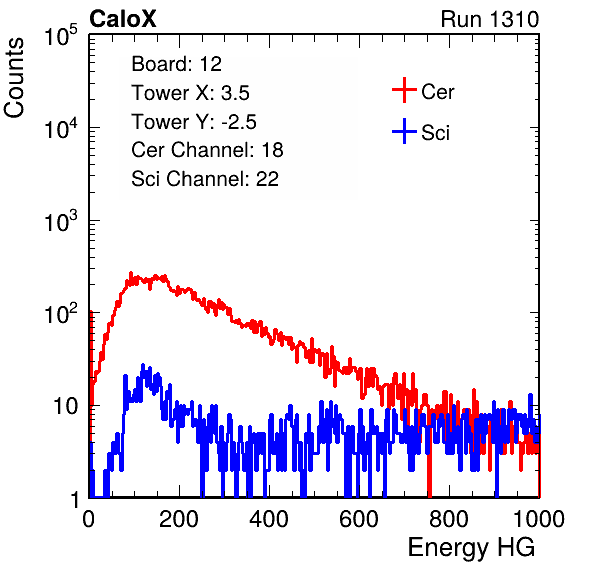 CaloX Run 1310
Counts
Board: 12
Tower X: 3.5
Tower Y: -2.5
Cer Channel: 18
Sci Channel: 22
Cer
Sci
10^5
10^4
10^3
10^2
10
1
0 200 400 600 800 1000
Energy HG